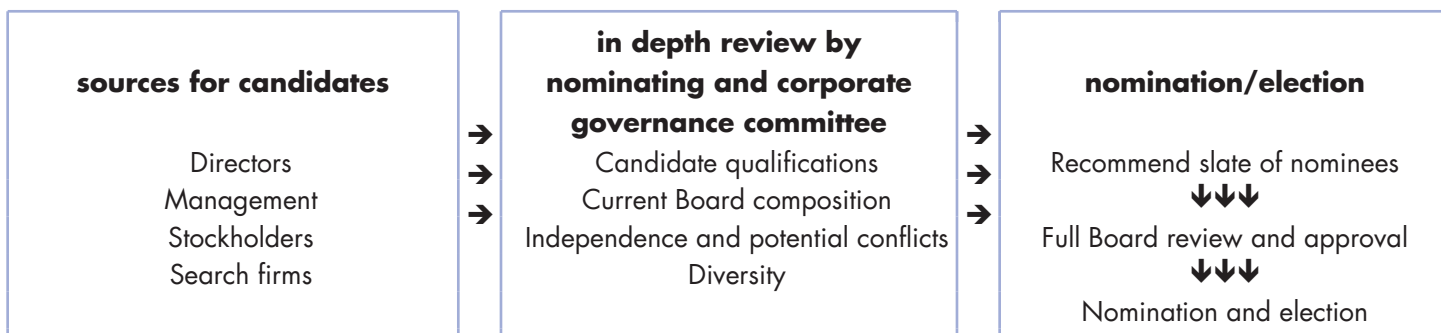 sources for candidates
Directors
Management
Stockholders
Search firms
in depth review by
nominating and corporate
governance committee
Candidate qualifications
Current Board composition
Independence and potential conflicts
Diversity
nomination/election
Recommend slate of nominees
Full Board review and approval
Nomination and election